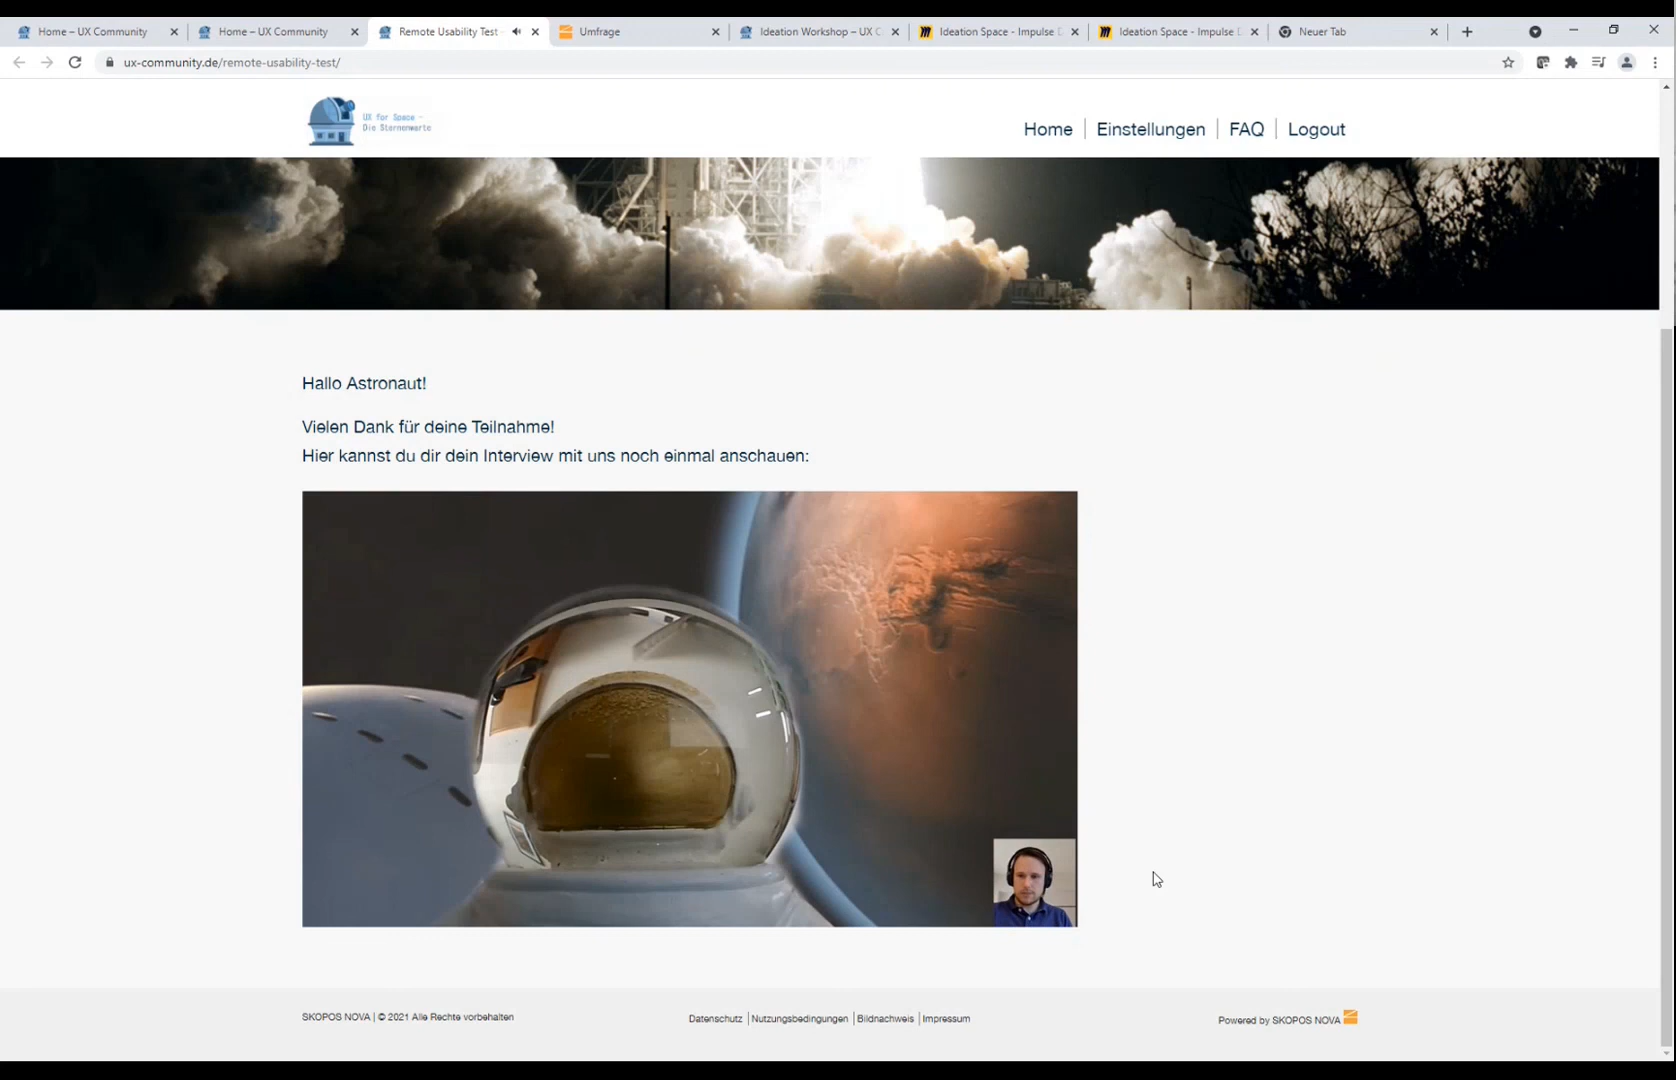 Home – UX Community
Home – UX Community
Remote Usability Test
Umfrage
Ideation Workshop – UX C
Ideation Space - Impulse D
Ideation Space - Impulse D
Neuer Tab
ux-community.de/remote-usability-test/
UX for Space –
Die Sternenwarte
Home
Einstellungen
FAQ
Logout
Hallo Astronaut!
Vielen Dank für deine Teilnahme!
Hier kannst du dir dein Interview mit uns noch einmal anschauen:
SKOPOS NOVA | © 2021 Alle Rechte vorbehalten
Datenschutz | Nutzungsbedingungen | Bildnachweis | Impressum
Powered by SKOPOS NOVA